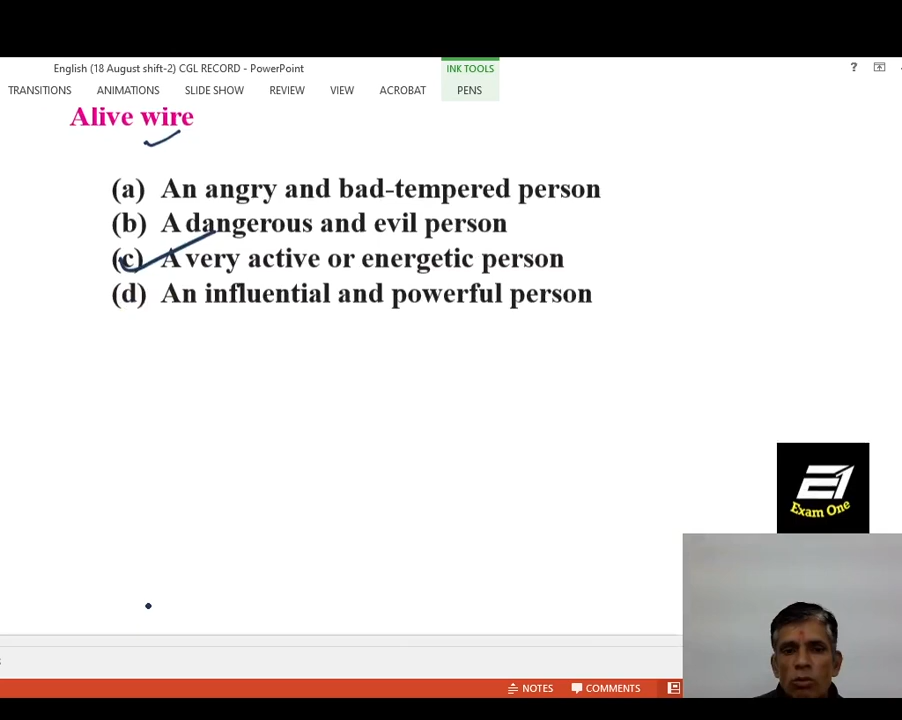 English (18 August shift-2) CGL RECORD - PowerPoint
INK TOOLS
?
TRANSITIONS ANIMATIONS SLIDE SHOW REVIEW VIEW ACROBAT PENS
Alive wire
(a) An angry and bad-tempered person
(b) A dangerous and evil person
(c) A very active or energetic person
(d) An influential and powerful person
E1
Exam One
NOTES COMMENTS